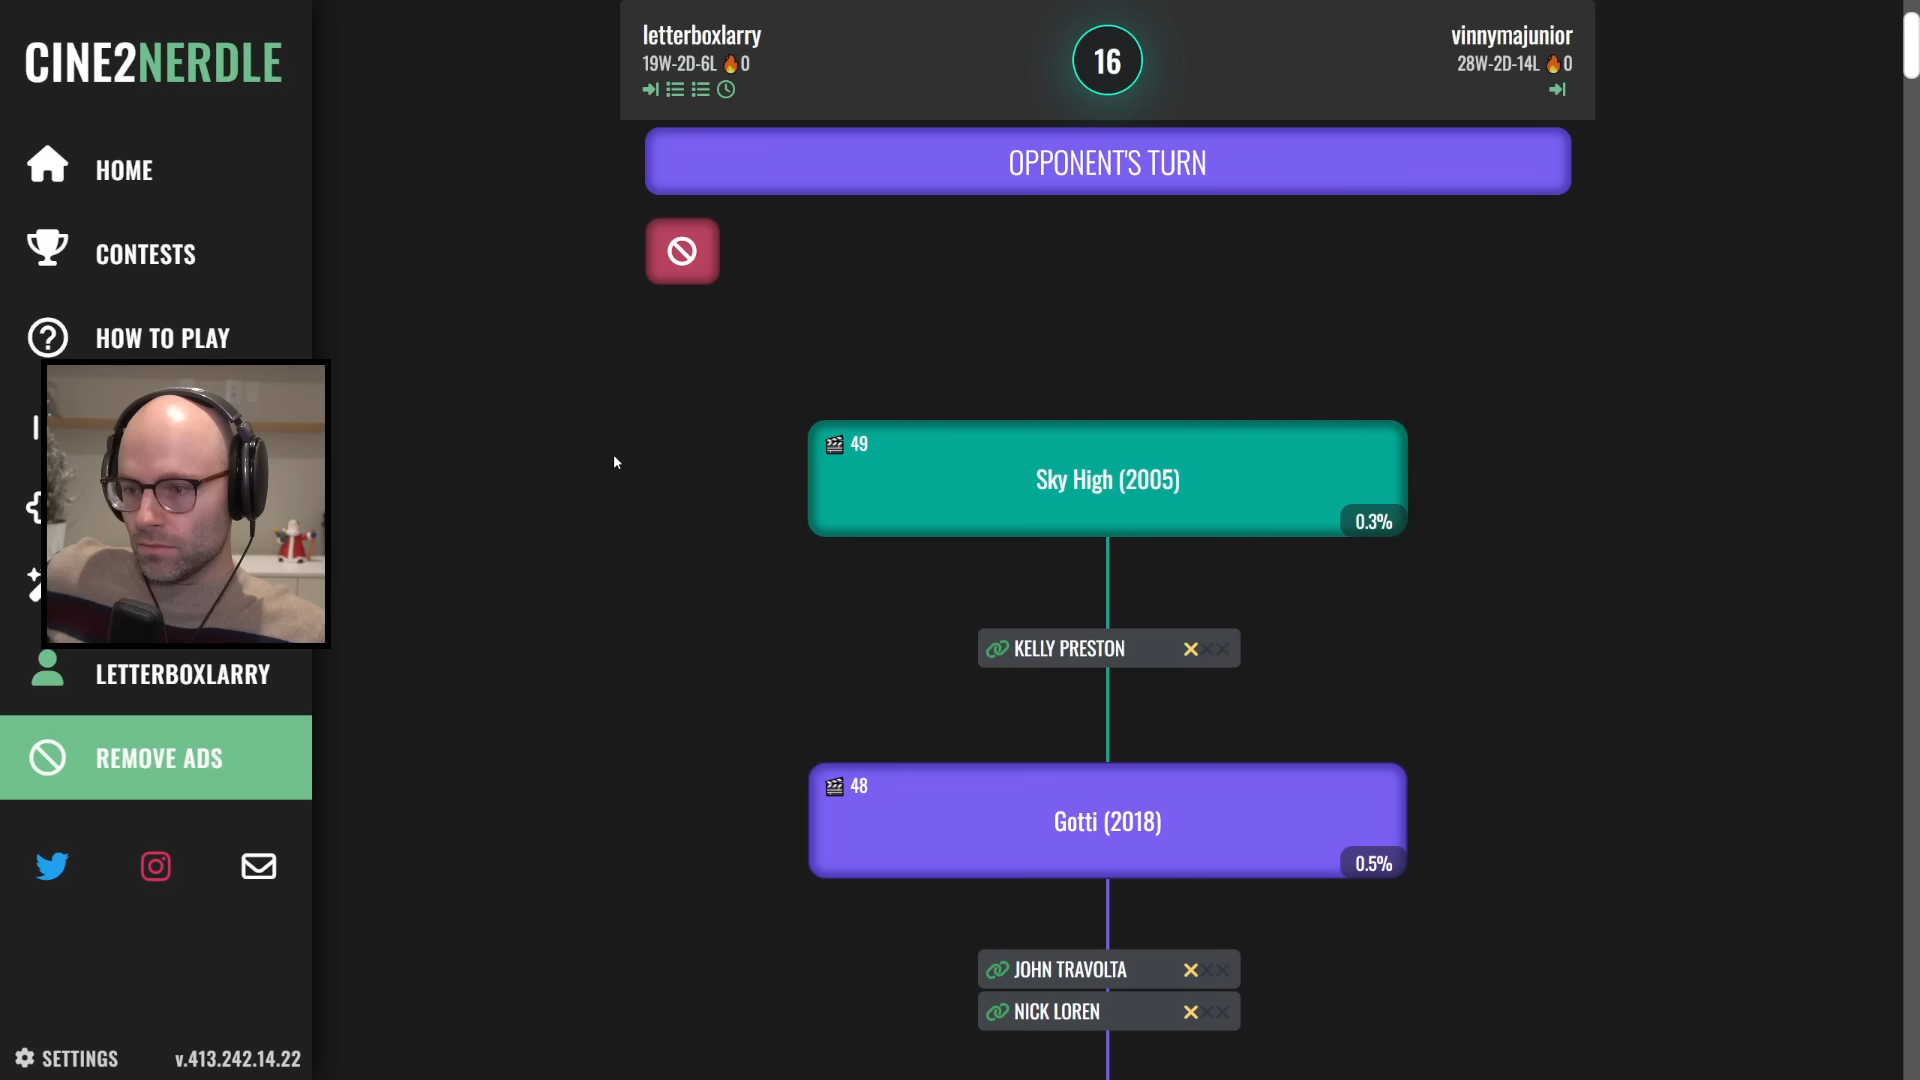 CINE2NERDLE
HOME
CONTESTS
HOW TO PLAY
LETTERBOXLARRY
REMOVE ADS
SETTINGS
v.413.242.14.22
letterboxlarry
19W-2D-6L 🔥0
16
vinnymajunior
28W-2D-14L 🔥0
OPPONENT'S TURN
49
Sky High (2005)
0.3%
KELLY PRESTON
48
Gotti (2018)
0.5%
JOHN TRAVOLTA
NICK LOREN